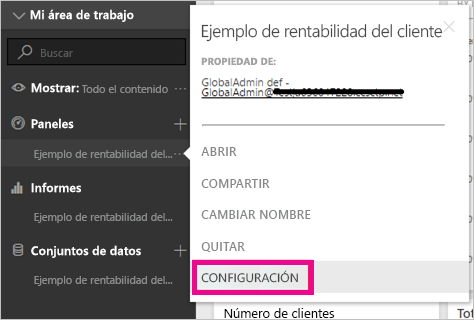 Mi área de trabajo
Buscar
Mostrar: Todo el contenido ...
Paneles +
Ejemplo de rentabilidad del... ...
Informes
Ejemplo de rentabilidad del...
Conjuntos de datos +
Ejemplo de rentabilidad del...
Ejemplo de rentabilidad del cliente
PROPIEDAD DE:
GlobalAdmin def -
GlobalAdmin@
ABRIR
COMPARTIR
CAMBIAR NOMBRE
QUITAR
CONFIGURACIÓN
Número de clientes
Tot